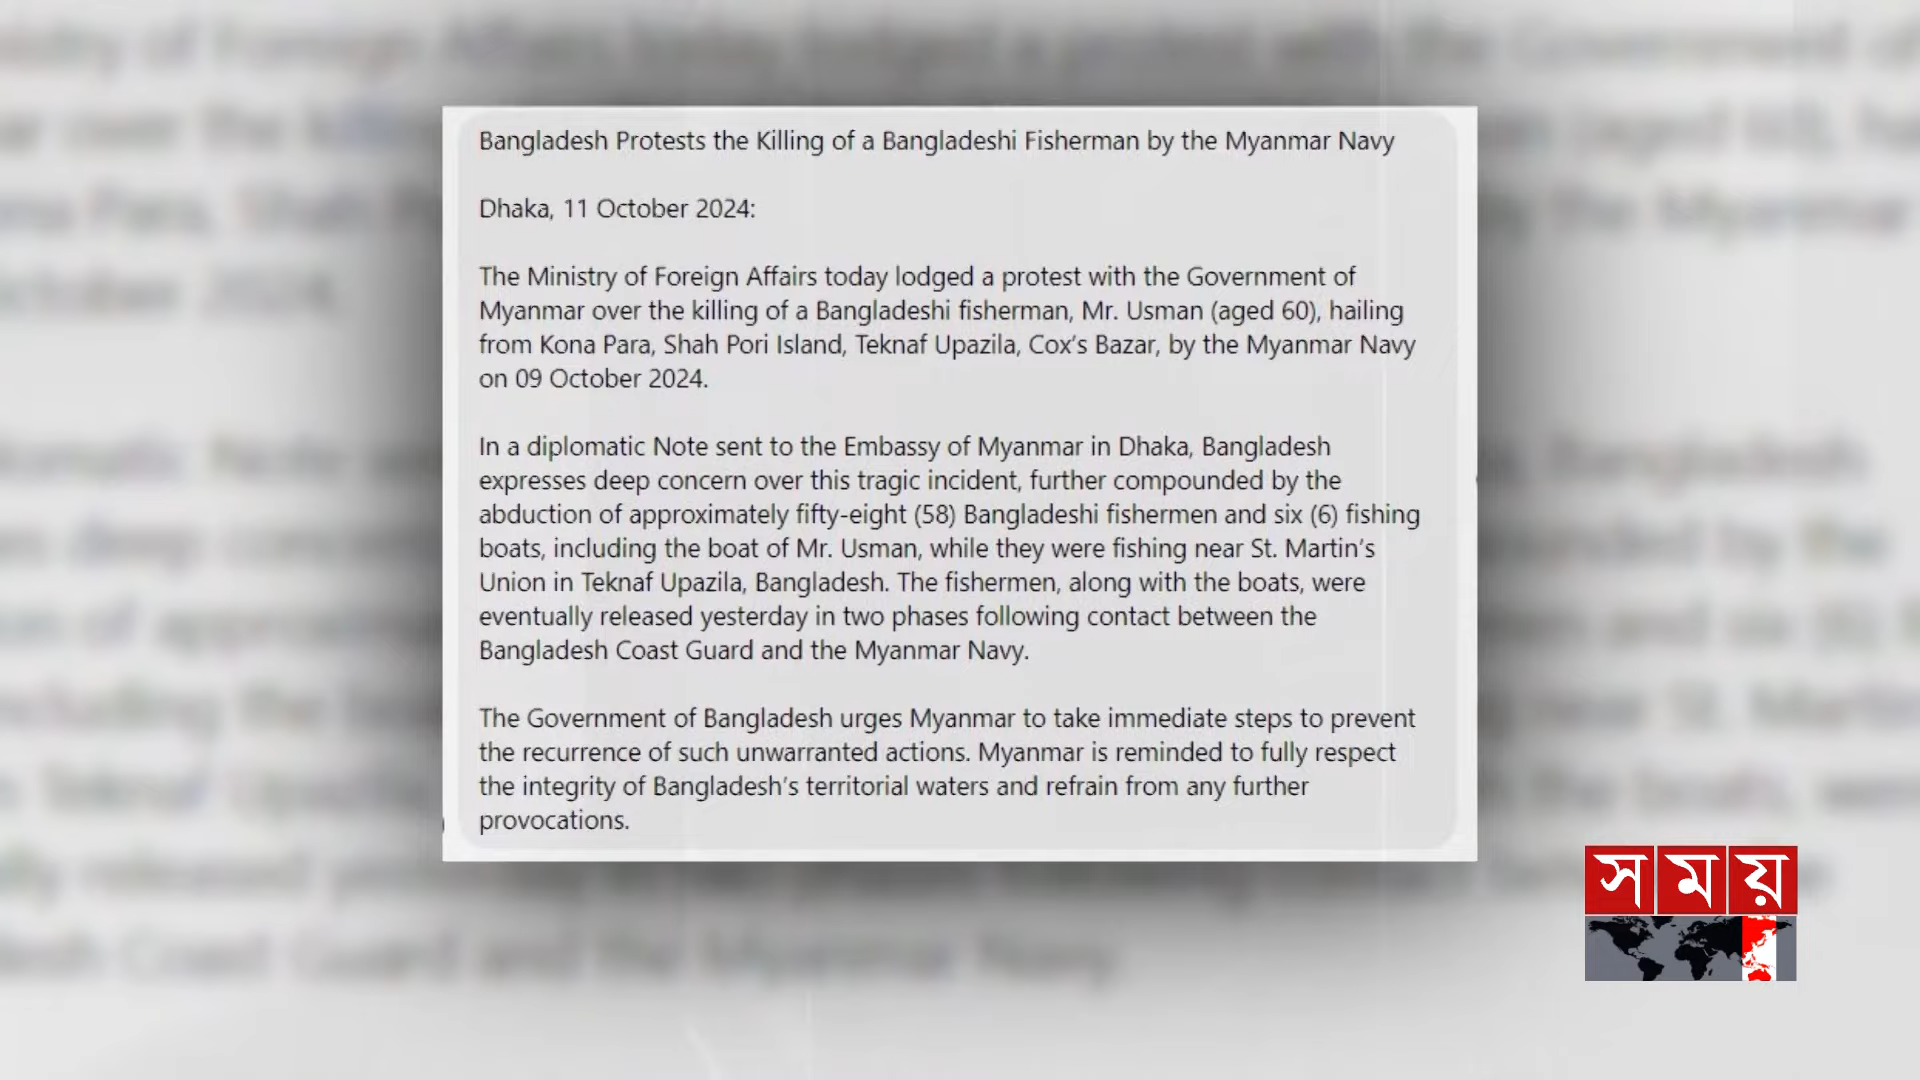 Bangladesh Protests the Killing of a Bangladeshi Fisherman by the Myanmar Navy
Dhaka, 11 October 2024:
The Ministry of Foreign Affairs today lodged a protest with the Government of
Myanmar over the killing of a Bangladeshi fisherman, Mr. Usman (aged 60), hailing
from Kona Para, Shah Pori Island, Teknaf Upazila, Cox’s Bazar, by the Myanmar Navy
on 09 October 2024.
In a diplomatic Note sent to the Embassy of Myanmar in Dhaka, Bangladesh
expresses deep concern over this tragic incident, further compounded by the
abduction of approximately fifty-eight (58) Bangladeshi fishermen and six (6) fishing
boats, including the boat of Mr. Usman, while they were fishing near St. Martin’s
Union in Teknaf Upazila, Bangladesh. The fishermen, along with the boats, were
eventually released yesterday in two phases following contact between the
Bangladesh Coast Guard and the Myanmar Navy.
The Government of Bangladesh urges Myanmar to take immediate steps to prevent
the recurrence of such unwarranted actions. Myanmar is reminded to fully respect
the integrity of Bangladesh’s territorial waters and refrain from any further
provocations.
সময়